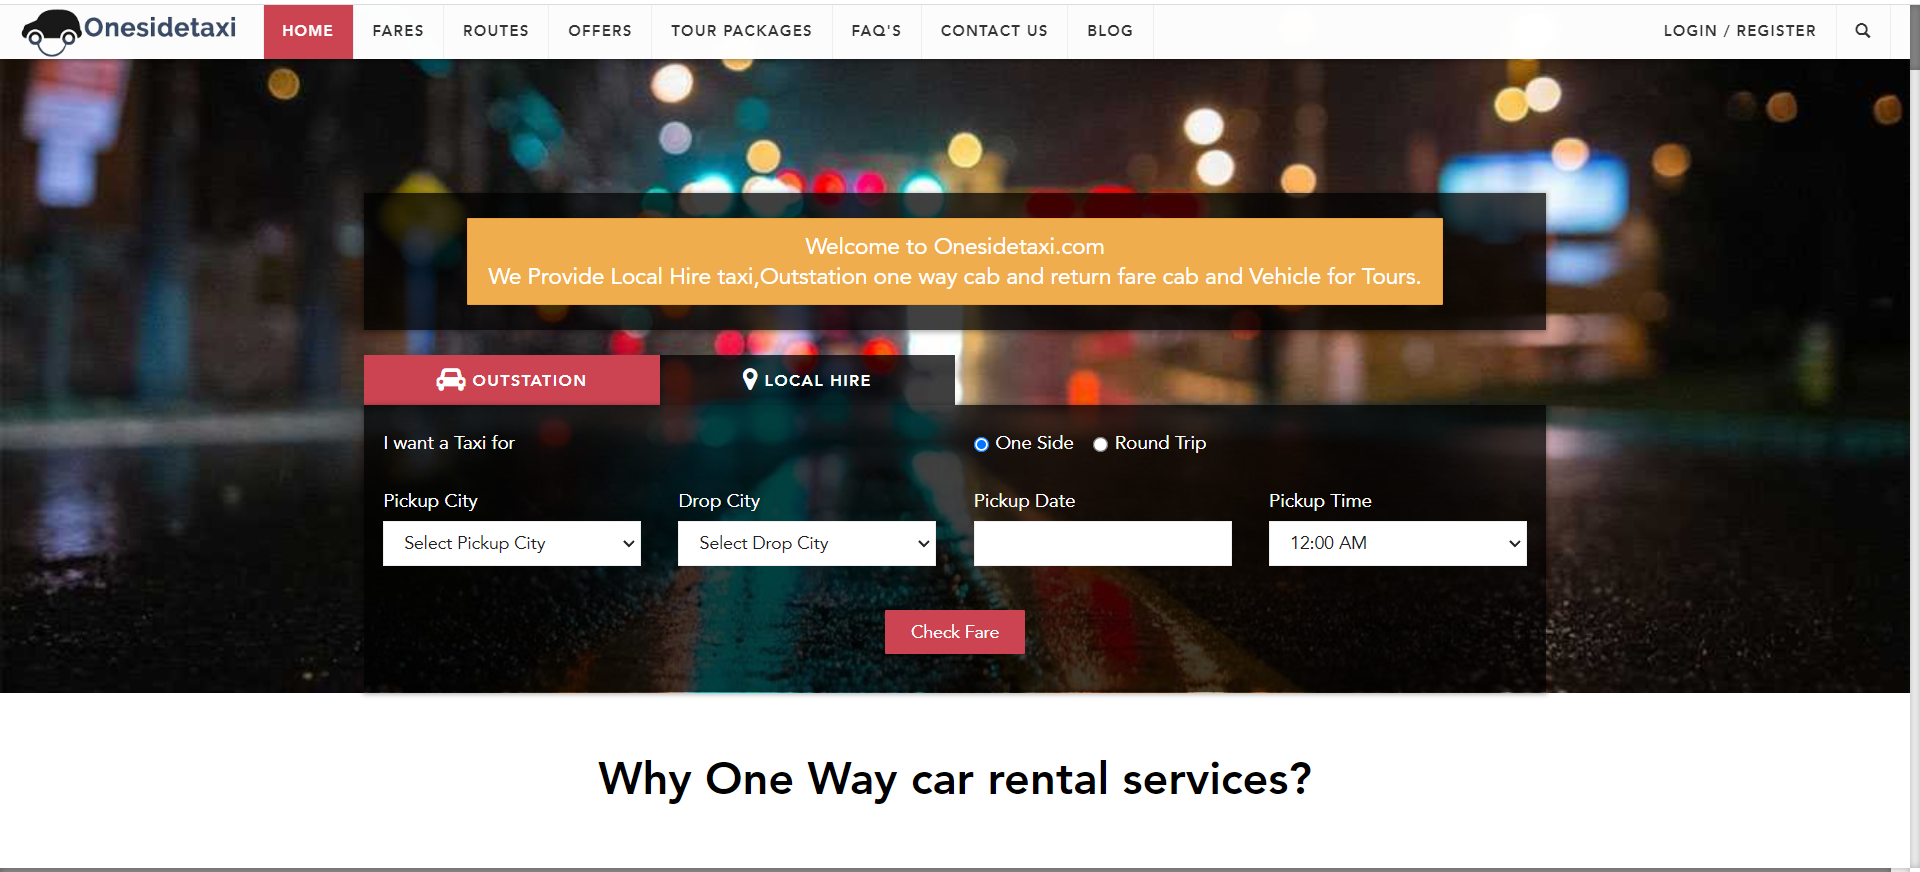 Onesidetaxi
HOME FARES ROUTES OFFERS TOUR PACKAGES FAQ'S CONTACT US BLOG LOGIN / REGISTER
Welcome to Onesidetaxi.com
We Provide Local Hire taxi,Outstation one way cab and return fare cab and Vehicle for Tours.
OUTSTATION LOCAL HIRE
I want a Taxi for One Side Round Trip
Pickup City Drop City Pickup Date Pickup Time
Select Pickup City Select Drop City 12:00 AM
Check Fare
Why One Way car rental services?